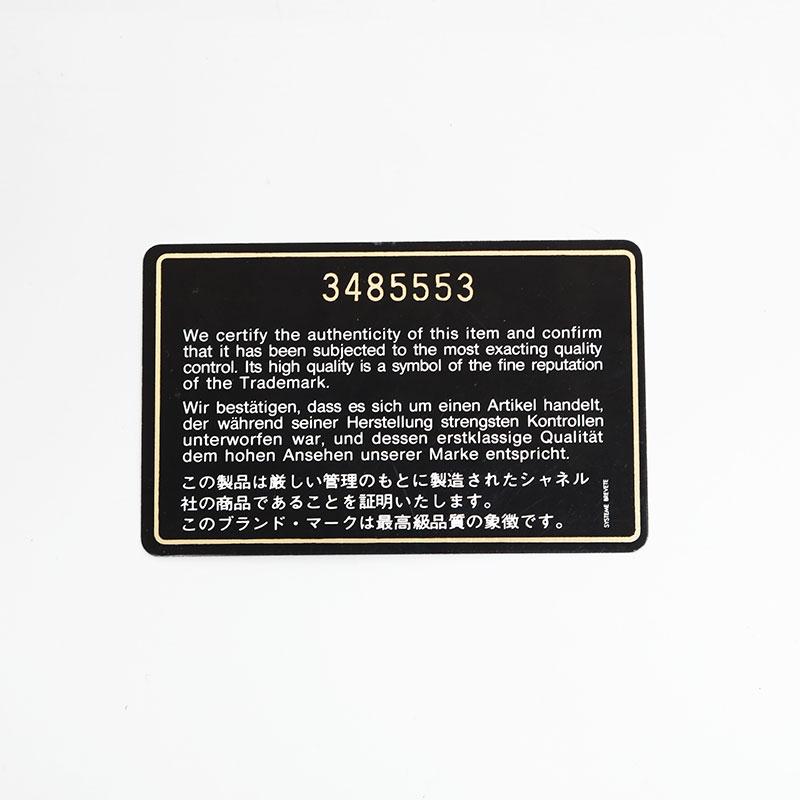 3485553
We certify the authenticity of this item and confirm
that it has been subjected to the most exacting quality
control. Its high quality is a symbol of the fine reputation
of the Trademark.
Wir bestätigen, dass es sich um einen Artikel handelt,
der während seiner Herstellung strengsten Kontrollen
unterworfen war, und dessen erstklassige Qualität
dem hohen Ansehen unserer Marke entspricht.
この製品は厳しい管理のもとに製造されたシャネル
社の商品であることを証明いたします。
このブランド・マークは最高級品質の象徴です。
SYSTEME BREVETE